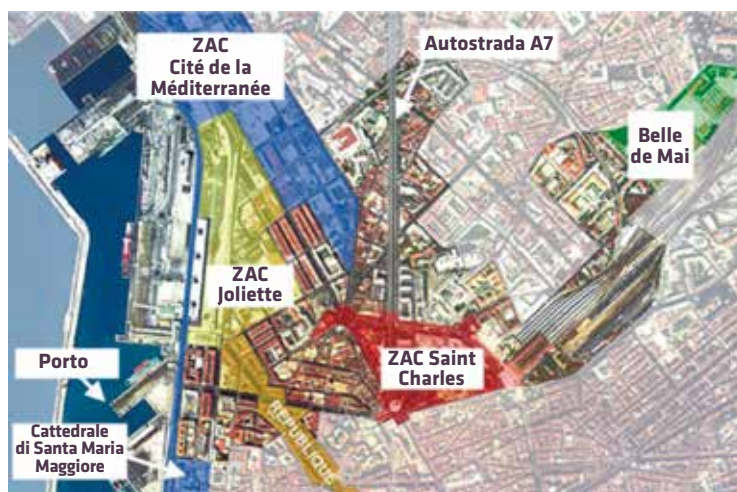 ZAC
Cité de la
Méditerranée
Autostrada A7
Belle
de Mai
ZAC
Joliette
ZAC Saint
Charles
Porto
Cattedrale
di Santa Maria
Maggiore
REPUBLIQUE